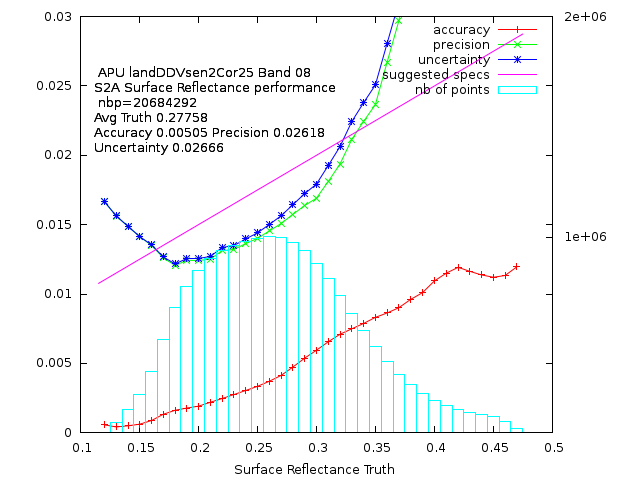 0.03
0.025
0.02
0.015
0.01
0.005
0
2e+06
1e+06
accuracy
precision
uncertainty
suggested specs
nb of points
APU landDDVsen2Cor25 Band 08
S2A Surface Reflectance performance
nbp=20684292
Avg Truth 0.27758
Accuracy 0.00505 Precision 0.02618
Uncertainty 0.02666
0.1 0.15 0.2 0.25 0.3 0.35 0.4 0.45 0.5
Surface Reflectance Truth